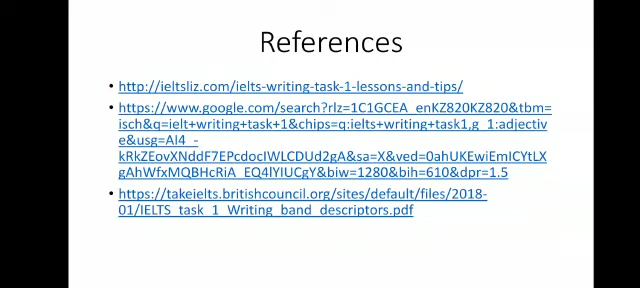 References
• http://ieltsliz.com/ielts-writing-task-1-lessons-and-tips/
• https://www.google.com/search?rlz=1C1GCEA_enKZ820KZ820&tbm=
isch&q=ielt+writing+task+1&chips=q:ielts+writing+task1,g_1:adjectiv
e&usg=AI4_-
kRkZEovXNddF7EPcdocIWLCDUd2gA&sa=X&ved=0ahUKEwiEmICYtLX
gAhWfxMQBHcRiA_EQ4lYIUCgY&biw=1280&bih=610&dpr=1.5
• https://takeielts.britishcouncil.org/sites/default/files/2018-
01/IELTS_task_1_Writing_band_descriptors.pdf